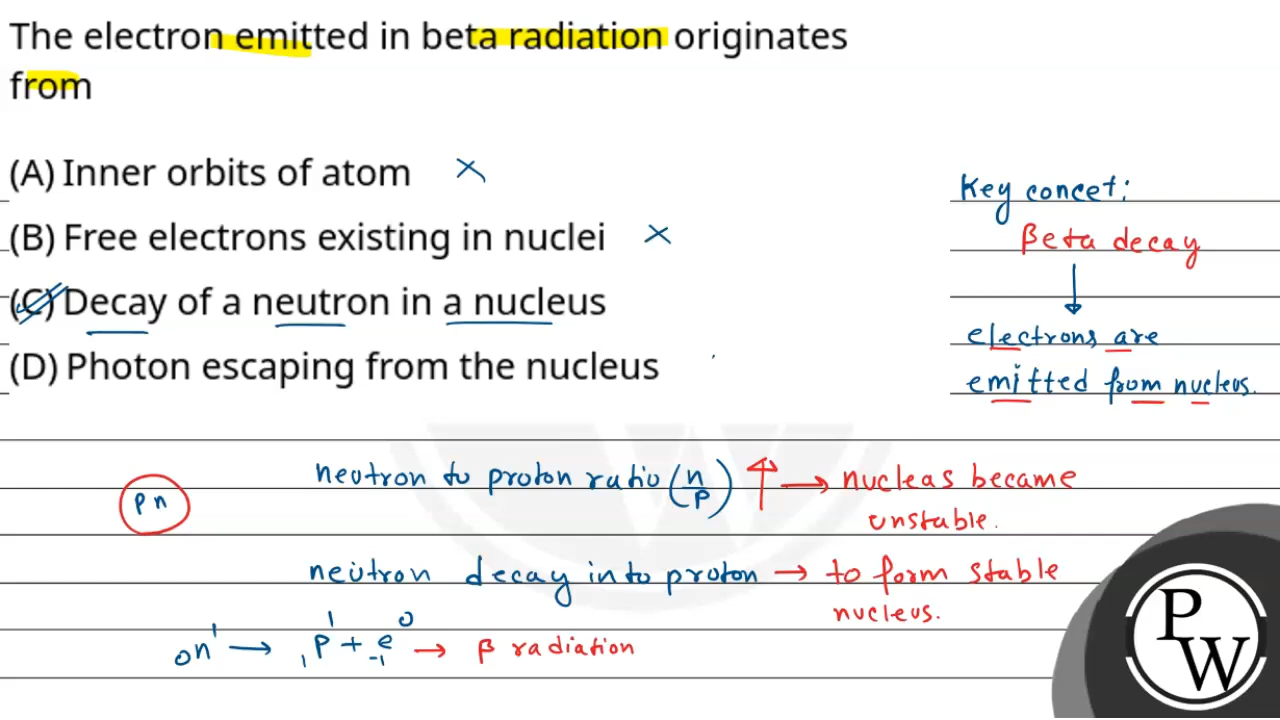 The electron emitted in beta radiation originates
from
(A) Inner orbits of atom ×
(B) Free electrons existing in nuclei ×
(C) Decay of a neutron in a nucleus
(D) Photon escaping from the nucleus
Key concet:
Beta decay
↓
electrons are
emitted from nucleus.
P n
neutron to proton ratio (n/p) ↑ → nucleas became
unstable.
neutron decay into proton → to form stable
nucleus.
₀n¹ → ₁P¹ + ₋₁e⁰ → β radiation
P
W